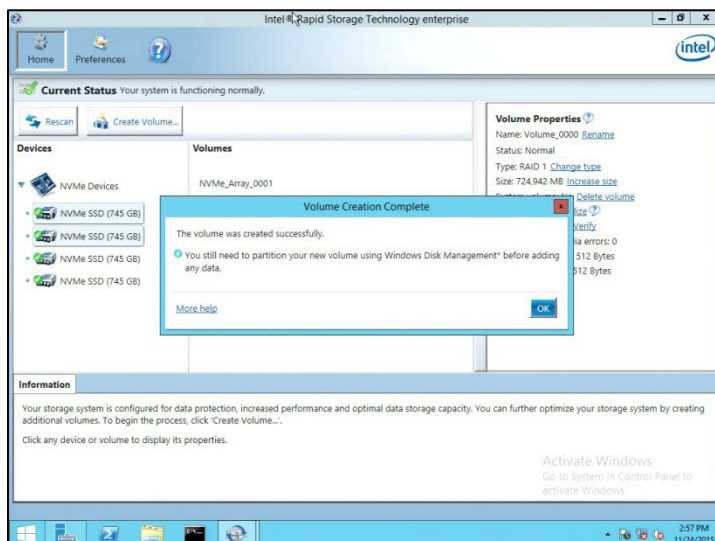 Intel® Rapid Storage Technology enterprise
Home
Preferences
intel
Current Status Your system is functioning normally.
Rescan
Create Volume...
Devices
Volumes
NVMe Devices
NVMe_Array_0001
NVMe SSD (745 GB)
NVMe SSD (745 GB)
NVMe SSD (745 GB)
NVMe SSD (745 GB)
Volume Properties
Name: Volume_0000 Rename
Status: Normal
Type: RAID 1 Change type
Size: 724,942 MB Increase size
Delete volume
Verify
errors: 0
512 Bytes
512 Bytes
Volume Creation Complete
The volume was created successfully.
You still need to partition your new volume using Windows Disk Management* before adding
any data.
More help
OK
Information
Your storage system is configured for data protection, increased performance and optimal data storage capacity. You can further optimize your storage system by creating
additional volumes. To begin the process, click 'Create Volume...'.
Click any device or volume to display its properties.
Activate Windows
Go to System in Control Panel to
activate Windows.
2:57 PM
11/24/2015